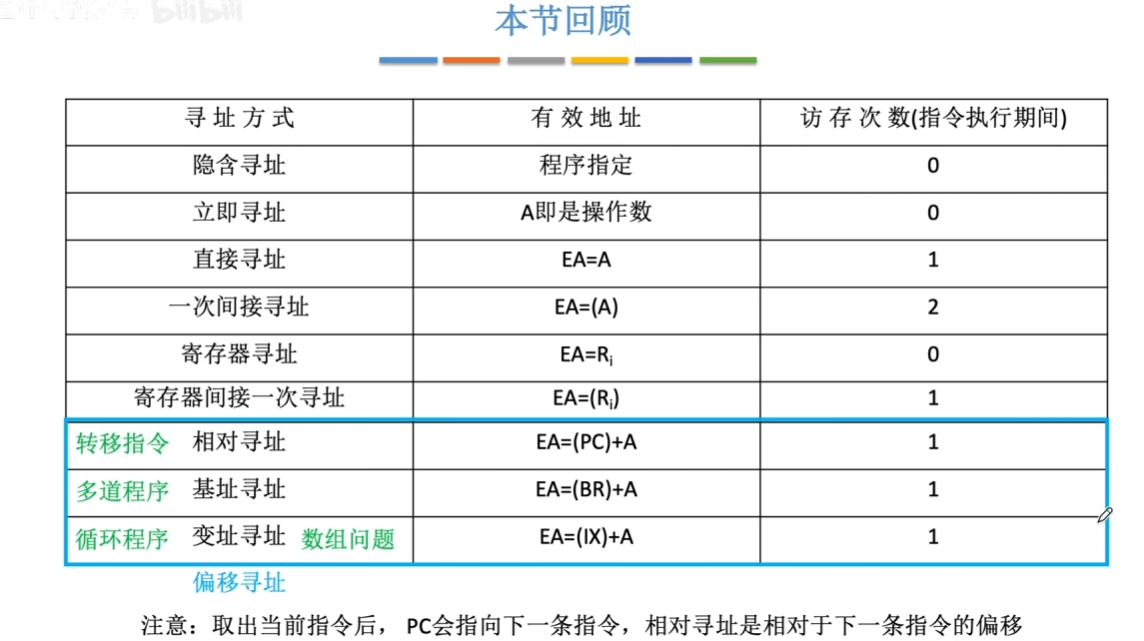 bilibili
本节回顾
寻址方式 有效地址 访存次数(指令执行期间)
隐含寻址 程序指定 0
立即寻址 A即是操作数 0
直接寻址 EA=A 1
一次间接寻址 EA=(A) 2
寄存器寻址 EA=Ri 0
寄存器间接一次寻址 EA=(Ri) 1
转移指令 相对寻址 EA=(PC)+A 1
多道程序 基址寻址 EA=(BR)+A 1
循环程序 变址寻址 数组问题 EA=(IX)+A 1
偏移寻址
注意：取出当前指令后， PC会指向下一条指令，相对寻址是相对于下一条指令的偏移